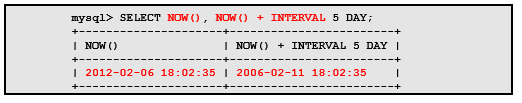 mysql> SELECT NOW(), NOW() + INTERVAL 5 DAY;
+---------------------+------------------------+
| NOW()               | NOW() + INTERVAL 5 DAY |
+---------------------+------------------------+
| 2012-02-06 18:02:35 | 2006-02-11 18:02:35    |
+---------------------+------------------------+